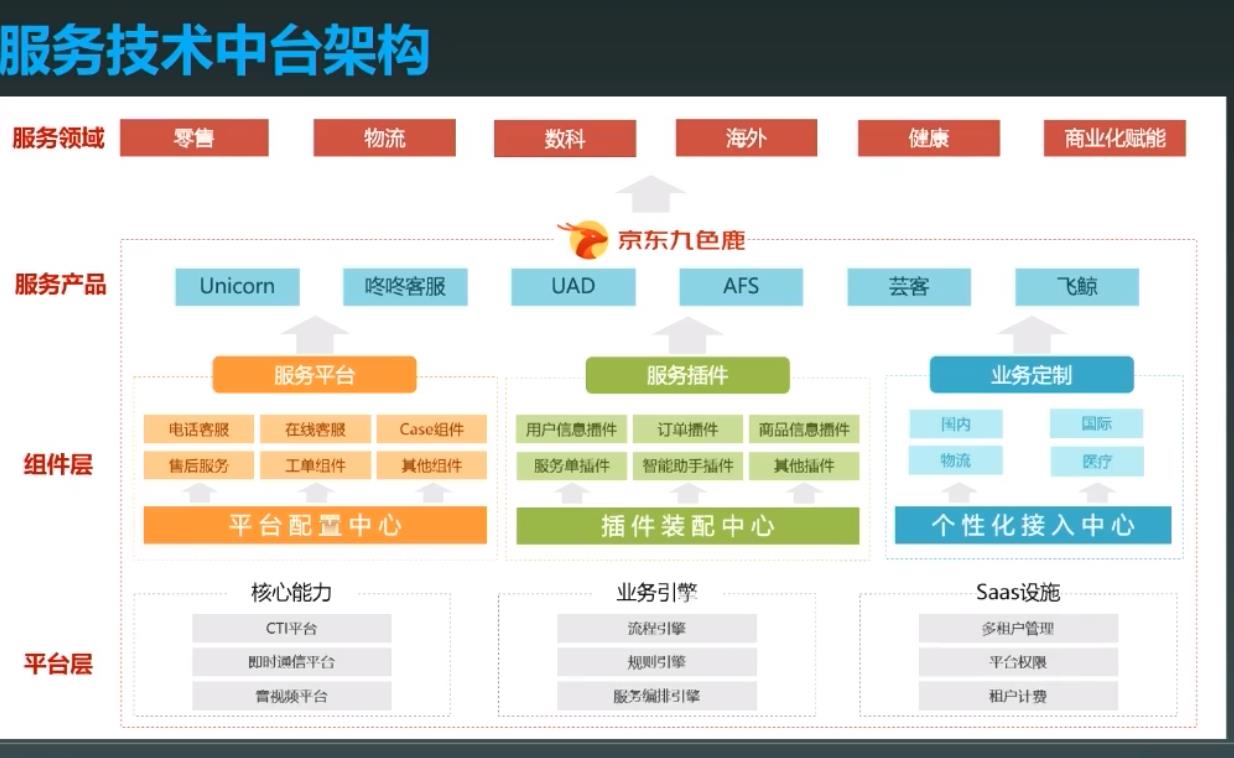 服务技术中台架构
服务领域 零售 物流 数科 海外 健康 商业化赋能
京东九色鹿
服务产品 Unicorn 咚咚客服 UAD AFS 芸客 飞鲸
服务平台 服务插件 业务定制
组件层
电话客服 在线客服 Case组件 用户信息插件 订单插件 商品信息插件 国内 国际
售后服务 工单组件 其他组件 服务单插件 智能助手插件 其他插件 物流 医疗
平台配置中心 插件装配中心 个性化接入中心
核心能力 业务引擎 Saas设施
平台层
CTI平台 流程引擎 多租户管理
即时通信平台 规则引擎 平台权限
音视频平台 服务编排引擎 租户计费